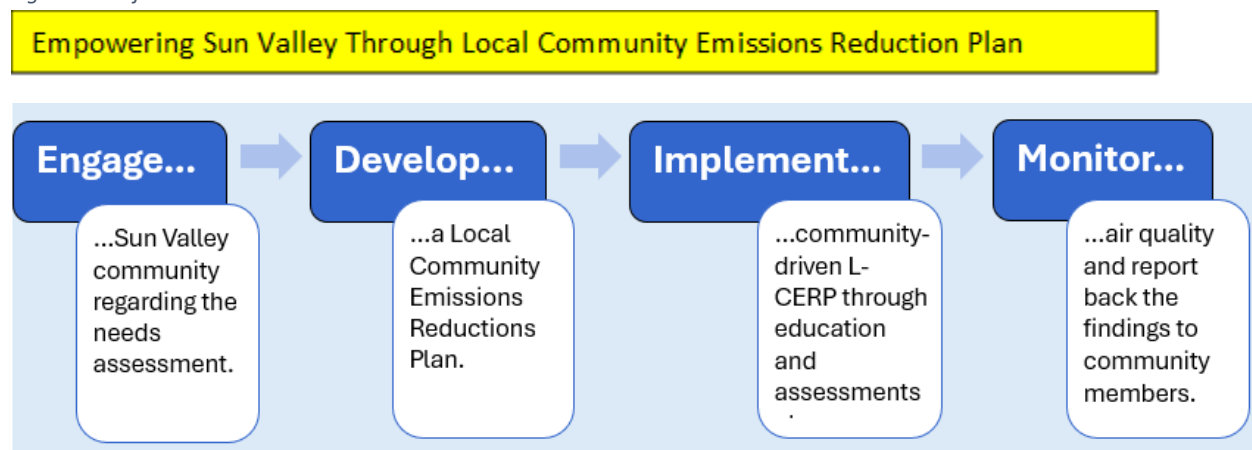 Empowering Sun Valley Through Local Community Emissions Reduction Plan
Engage...
...Sun Valley
community
regarding the
needs
assessment.
Develop...
...a Local
Community
Emissions
Reductions
Plan.
Implement...
...community-
driven L-
CERP through
education
and
assessments
Monitor...
...air quality
and report
back the
findings to
community
members.